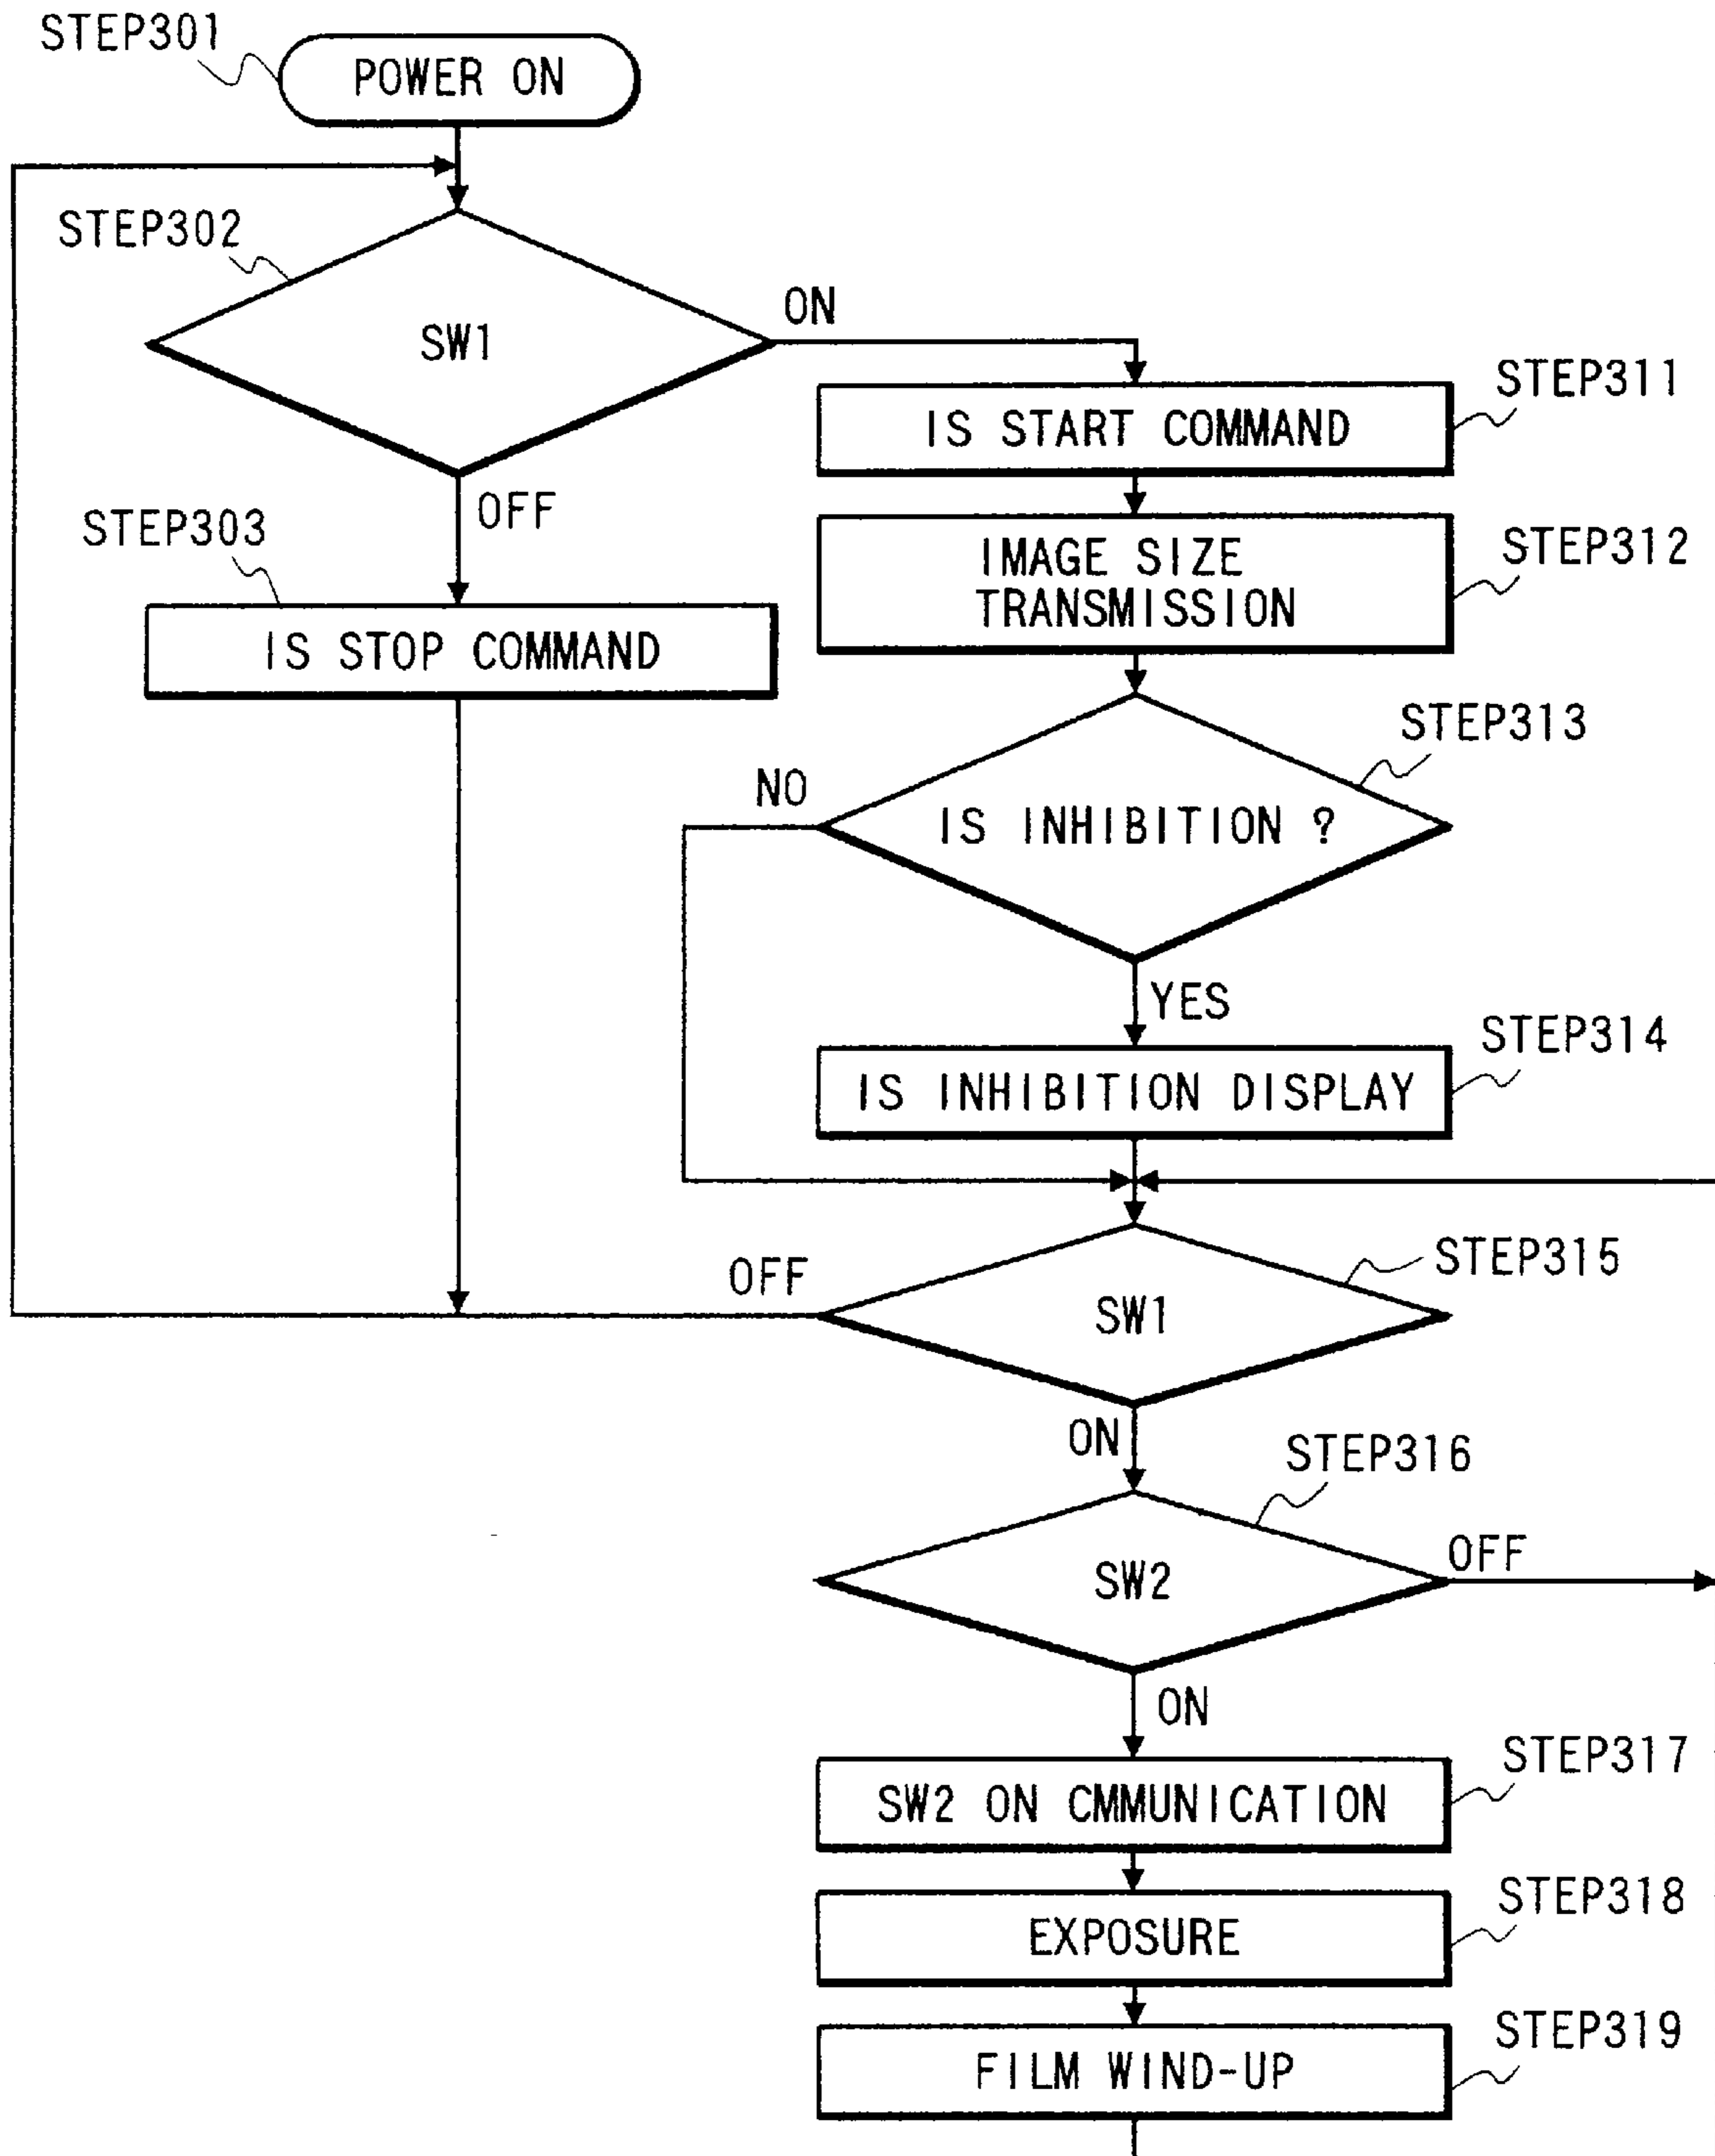 STEP301
POWER ON
STEP302
SW1
ON
OFF
STEP303
IS STOP COMMAND
STEP311
IS START COMMAND
STEP312
IMAGE SIZE
TRANSMISSION
STEP313
NO
IS INHIBITION ?
YES
STEP314
IS INHIBITION DISPLAY
STEP315
OFF
SW1
ON
STEP316
SW2
OFF
ON
STEP317
SW2 ON CMMUNICATION
STEP318
EXPOSURE
STEP319
FILM WIND-UP